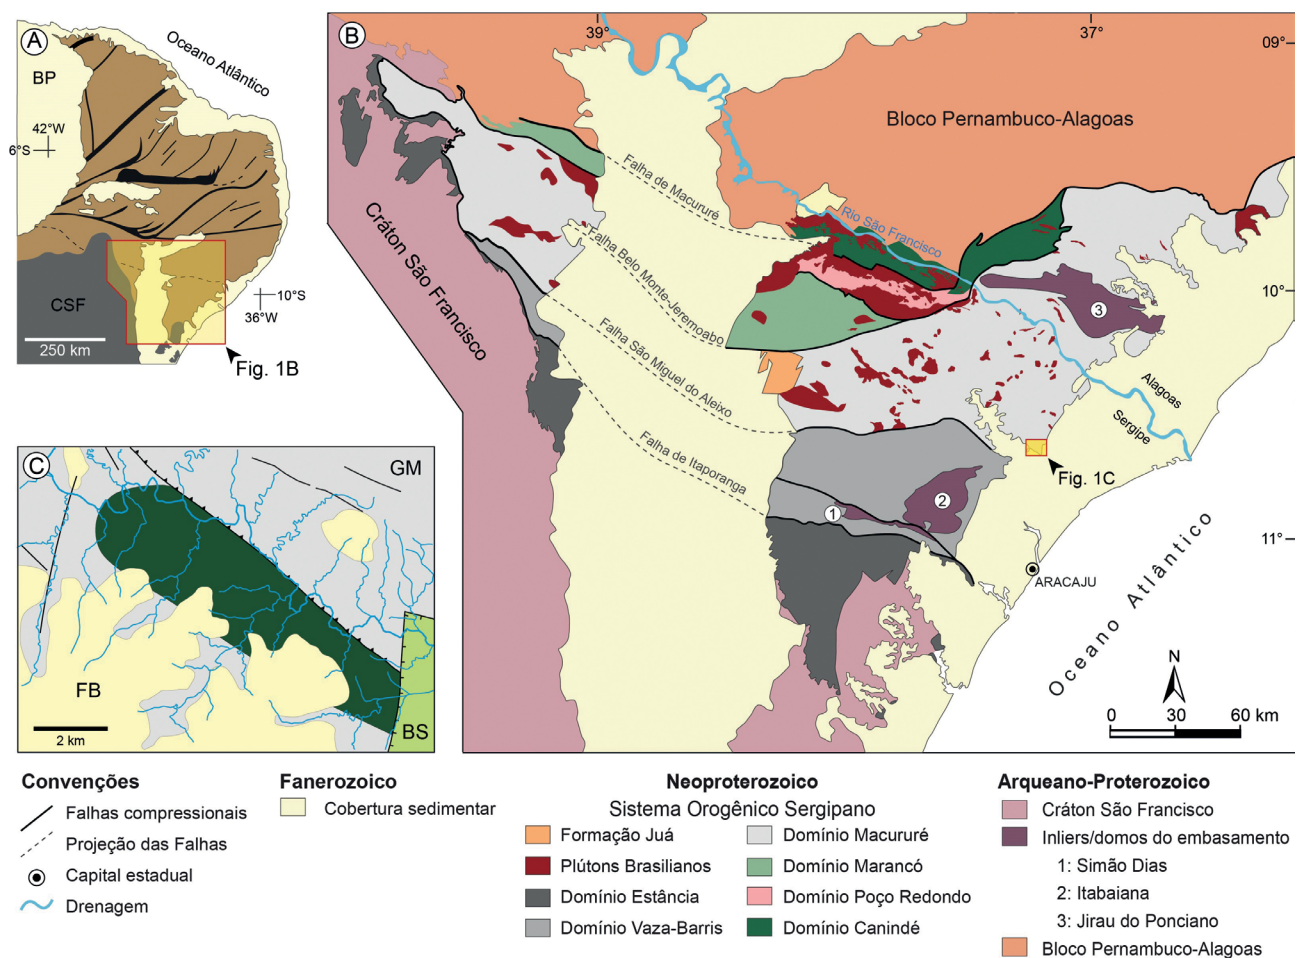 A
Oceano Atlântico
BP
42°W
6°S
CSF
10°S
36°W
250 km
Fig. 1B
B
39°
37°
09°
Bloco Pernambuco-Alagoas
Falha de Macururé
Rio São Francisco
Cráton São Francisco
Falha Belo Monte-Jeremoabo
10°
3
Falha São Miguel do Aleixo
Alagoas
Sergipe
Falha de Itaporanga
Fig. 1C
2
1
11°
ARACAJU
Oceano Atlântico
N
0 30 60 km
C
GM
FB
BS
2 km
Convenções
Falhas compressionais
Projeção das Falhas
Capital estadual
Drenagem
Fanerozoico
Cobertura sedimentar
Neoproterozoico
Sistema Orogênico Sergipano
Formação Juá
Plútons Brasilianos
Domínio Estância
Domínio Vaza-Barris
Domínio Macururé
Domínio Marancó
Domínio Poço Redondo
Domínio Canindé
Arqueano-Proterozoico
Cráton São Francisco
Inliers/domos do embasamento
1: Simão Dias
2: Itabaiana
3: Jirau do Ponciano
Bloco Pernambuco-Alagoas